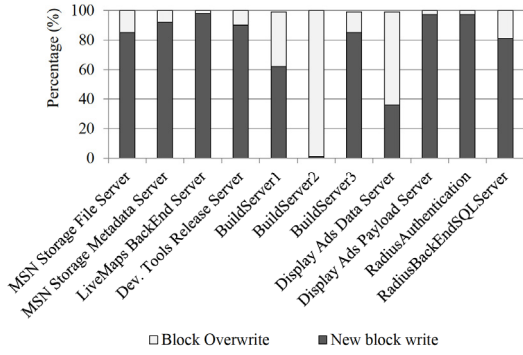 Percentage (%)
100
80
60
40
20
0
MSN Storage File Server
MSN Storage Metadata Server
LiveMaps BackEnd Server
Dev. Tools Release Server
BuildServer1
BuildServer2
BuildServer3
Display Ads Data Server
Display Ads Payload Server
RadiusAuthentication
RadiusBackEndSQLServer
Block Overwrite
New block write